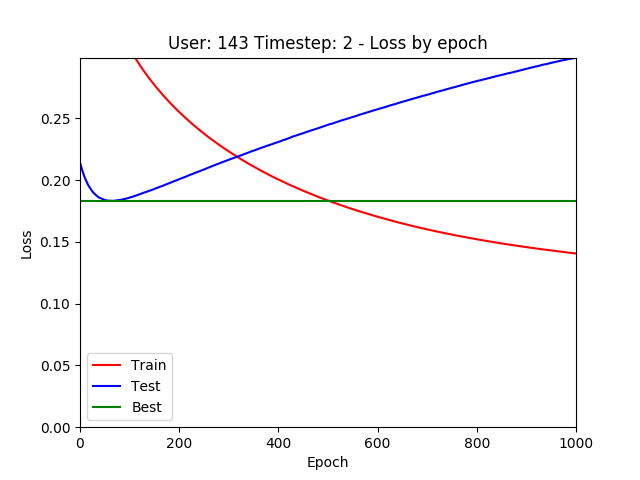 User: 143 Timestep: 2 - Loss by epoch
Loss
0.25
0.20
0.15
0.10
0.05
0.00
Train
Test
Best
0 200 400 600 800 1000
Epoch